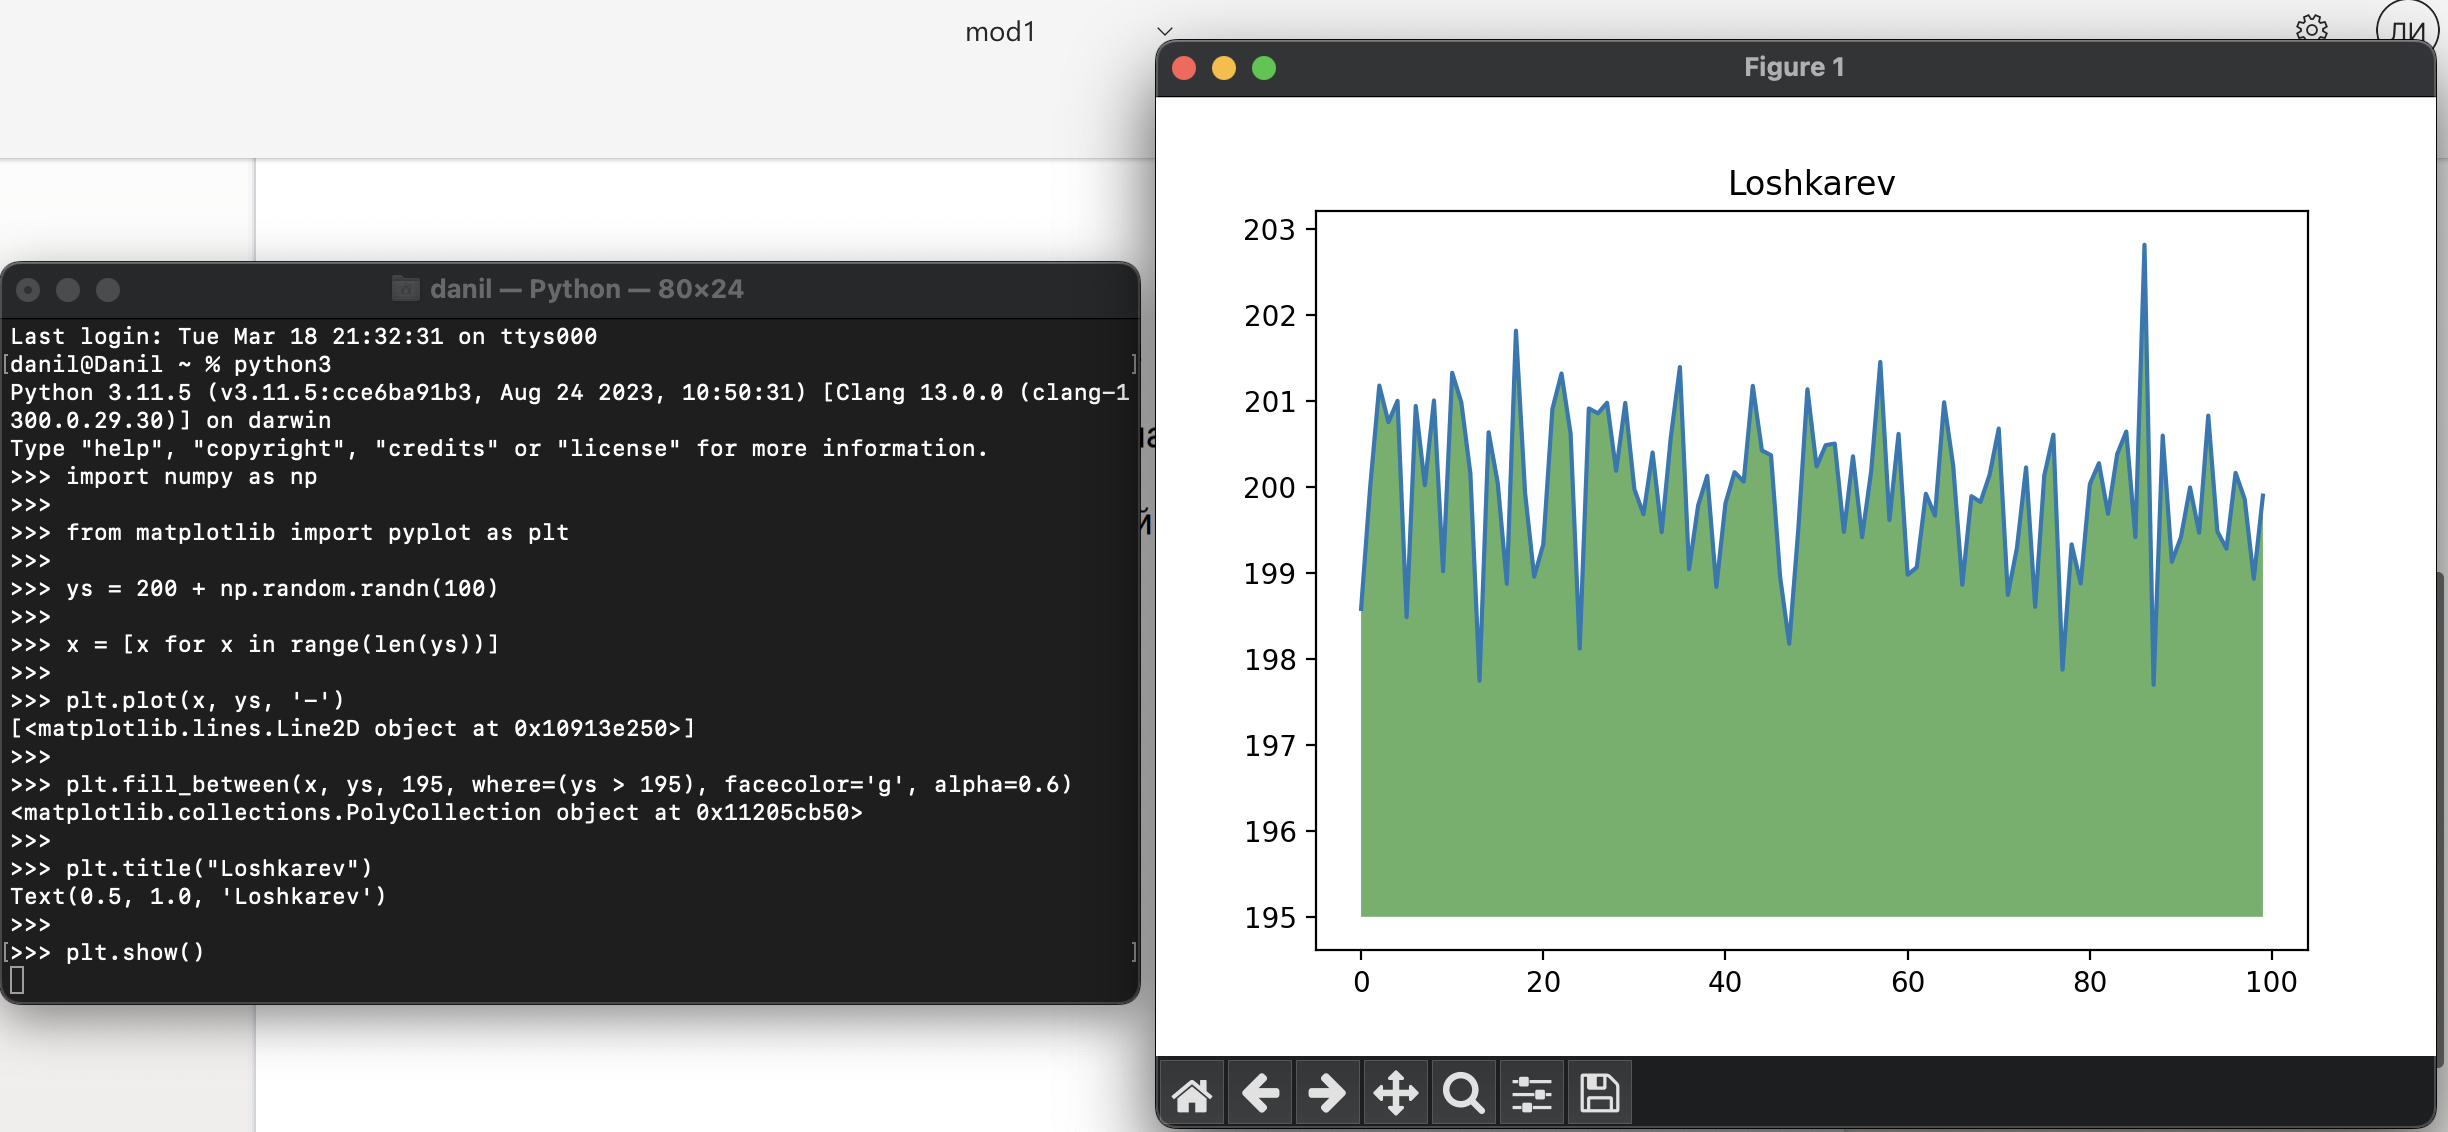 mod1
ЛИ
Figure 1
Loshkarev
203
202
201
200
199
198
197
196
195
0 20 40 60 80 100
danil — Python — 80×24
Last login: Tue Mar 18 21:32:31 on ttys000
[danil@Danil ~ % python3 ]
Python 3.11.5 (v3.11.5:cce6ba91b3, Aug 24 2023, 10:50:31) [Clang 13.0.0 (clang-1
300.0.29.30)] on darwin
Type "help", "copyright", "credits" or "license" for more information.
>>> import numpy as np
>>>
>>> from matplotlib import pyplot as plt
>>>
>>> ys = 200 + np.random.randn(100)
>>>
>>> x = [x for x in range(len(ys))]
>>>
>>> plt.plot(x, ys, '-')
[<matplotlib.lines.Line2D object at 0x10913e250>]
>>>
>>> plt.fill_between(x, ys, 195, where=(ys > 195), facecolor='g', alpha=0.6)
<matplotlib.collections.PolyCollection object at 0x11205cb50>
>>>
>>> plt.title("Loshkarev")
Text(0.5, 1.0, 'Loshkarev')
>>>
[>>> plt.show() ]